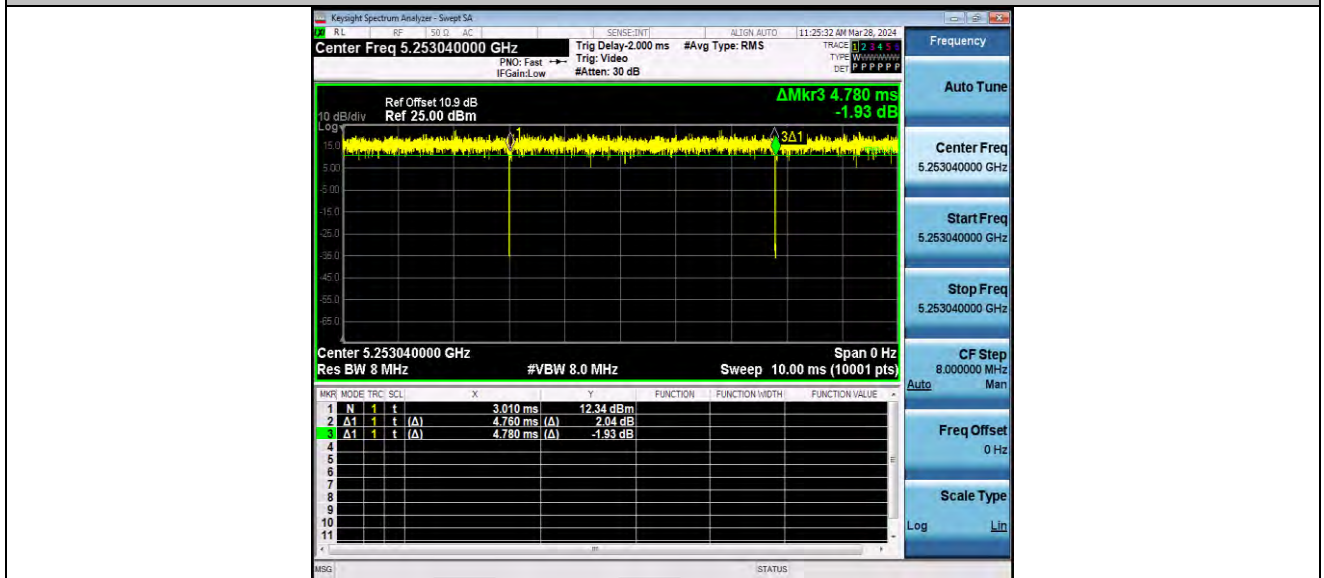 Keysight Spectrum Analyzer - Swept SA
RL RF 50 Ω AC SENSE:INT ALIGN AUTO 11:25:32 AM Mar 28, 2024
Center Freq 5.253040000 GHz
Trig Delay-2.000 ms #Avg Type: RMS
PNO: Fast Trig: Video
IFGain:Low #Atten: 30 dB
TRACE 1 2 3 4 5 6
TYPE W
DET P P P P P P
Ref Offset 10.9 dB
10 dB/div Ref 25.00 dBm
Log
ΔMkr3 4.780 ms
-1.93 dB
1
3Δ1
15.0
5.00
-5.00
-15.0
-25.0
-35.0
-45.0
-55.0
-65.0
Center 5.253040000 GHz Span 0 Hz
Res BW 8 MHz #VBW 8.0 MHz Sweep 10.00 ms (10001 pts)
MKR MODE TRC SCL X Y FUNCTION FUNCTION WIDTH FUNCTION VALUE
1 N 1 t 3.010 ms 12.34 dBm
2 Δ1 1 t (Δ) 4.760 ms (Δ) 2.04 dB
3 Δ1 1 t (Δ) 4.780 ms (Δ) -1.93 dB
4
5
6
7
8
9
10
11
MSG STATUS
Frequency
Auto Tune
Center Freq
5.253040000 GHz
Start Freq
5.253040000 GHz
Stop Freq
5.253040000 GHz
CF Step
8.000000 MHz
Auto Man
Freq Offset
0 Hz
Scale Type
Log Lin